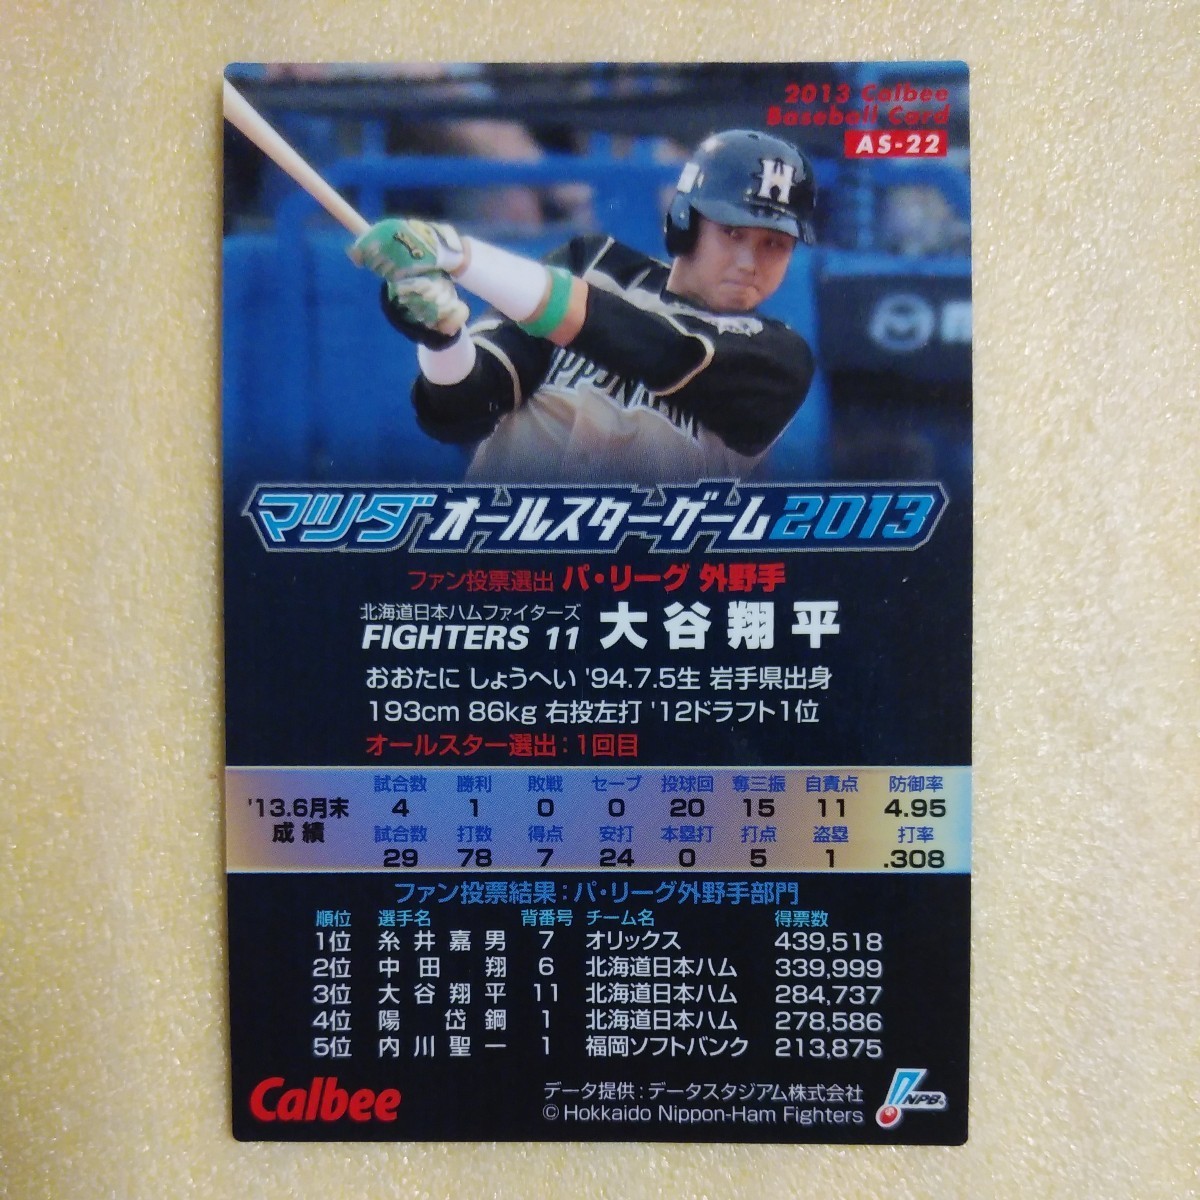 2013 Calbee
Baseball Card
AS-22
マツダオールスターゲーム2013
ファン投票選出 パ・リーグ 外野手
北海道日本ハムファイターズ
FIGHTERS 11 大谷翔平
おおたに しょうへい '94.7.5生 岩手県出身
193cm 86kg 右投左打 '12ドラフト1位
オールスター選出:1回目
'13.6月末
成績
試合数 勝利 敗戦 セーブ 投球回 奪三振 自責点 防御率
4 1 0 0 20 15 11 4.95
試合数 打数 得点 安打 本塁打 打点 盗塁 打率
29 78 7 24 0 5 1 .308
ファン投票結果:パ・リーグ外野手部門
順位 選手名 背番号 チーム名 得票数
1位 糸井嘉男 7 オリックス 439,518
2位 中田 翔 6 北海道日本ハム 339,999
3位 大谷翔平 11 北海道日本ハム 284,737
4位 陽 岱鋼 1 北海道日本ハム 278,586
5位 内川聖一 1 福岡ソフトバンク 213,875
Calbee
データ提供:データスタジアム株式会社
© Hokkaido Nippon-Ham Fighters
NPB